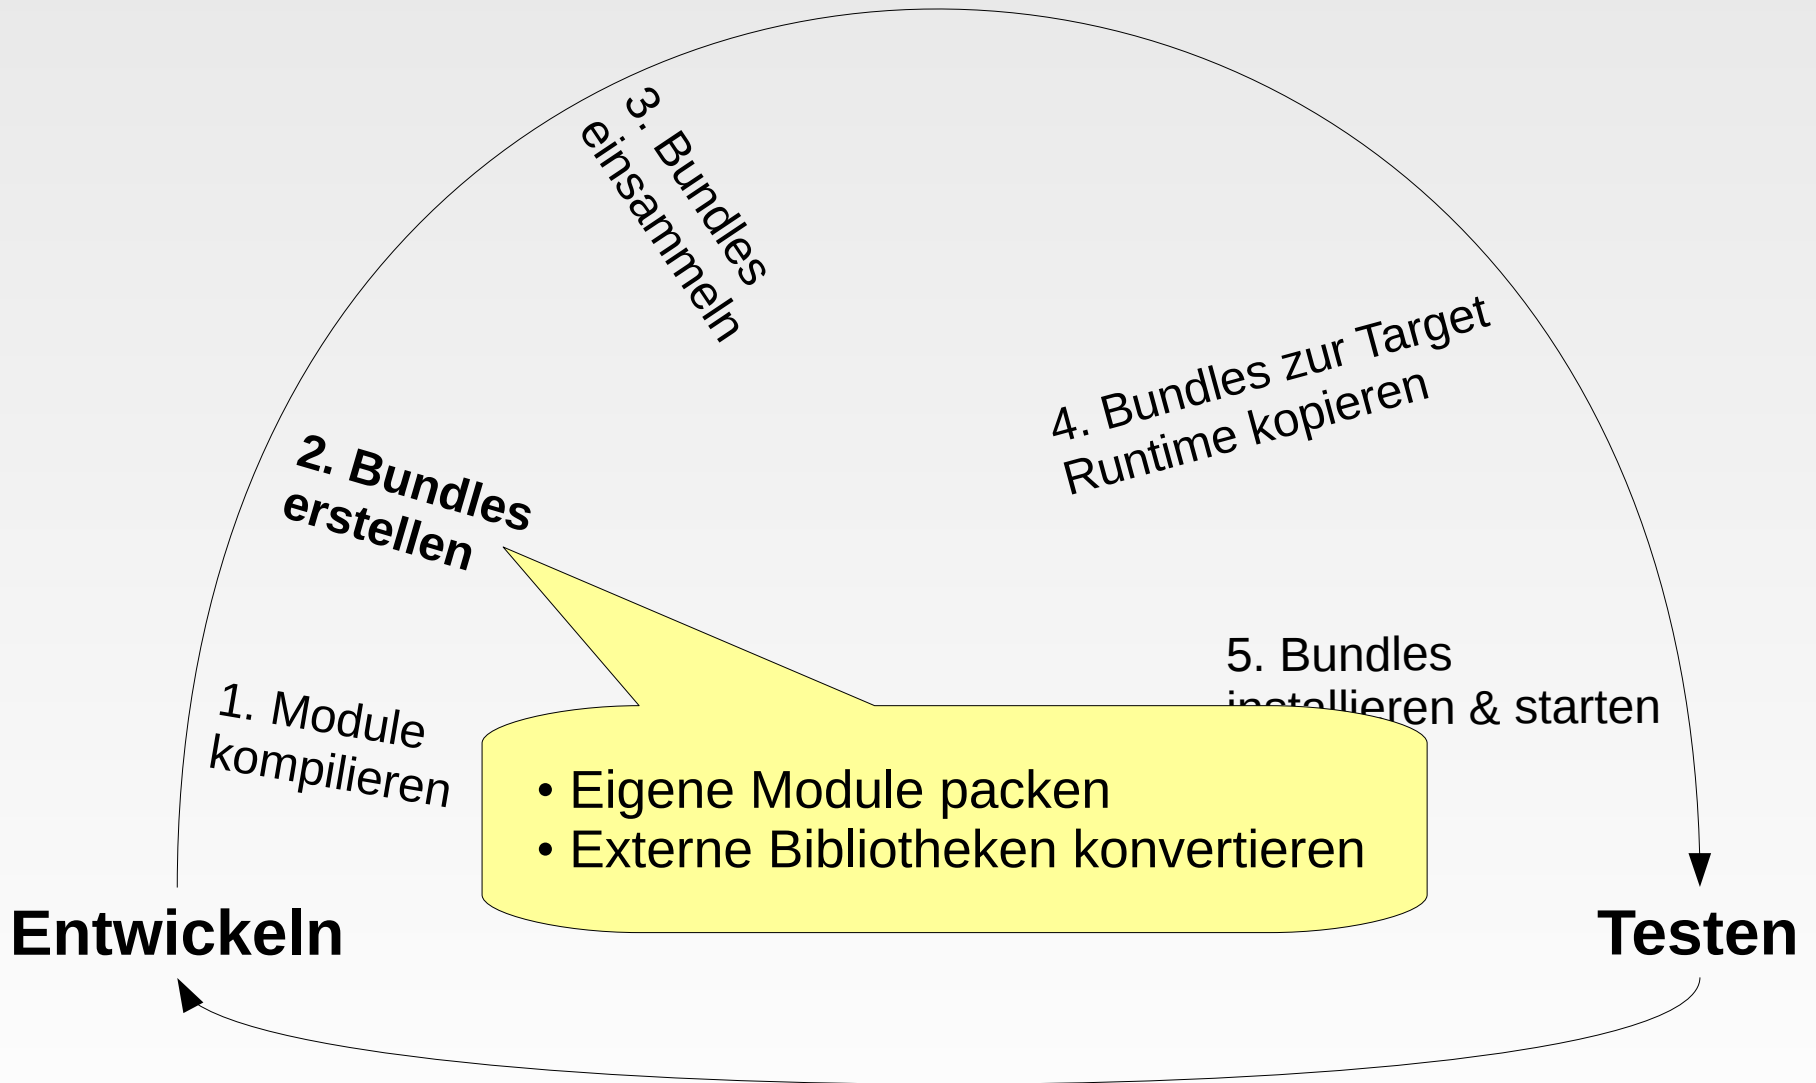 3. Bundles
einsammeln
4. Bundles zur Target
Runtime kopieren
2. Bundles
erstellen
5. Bundles
installieren & starten
1. Module
kompilieren
• Eigene Module packen
• Externe Bibliotheken konvertieren
Entwickeln
Testen